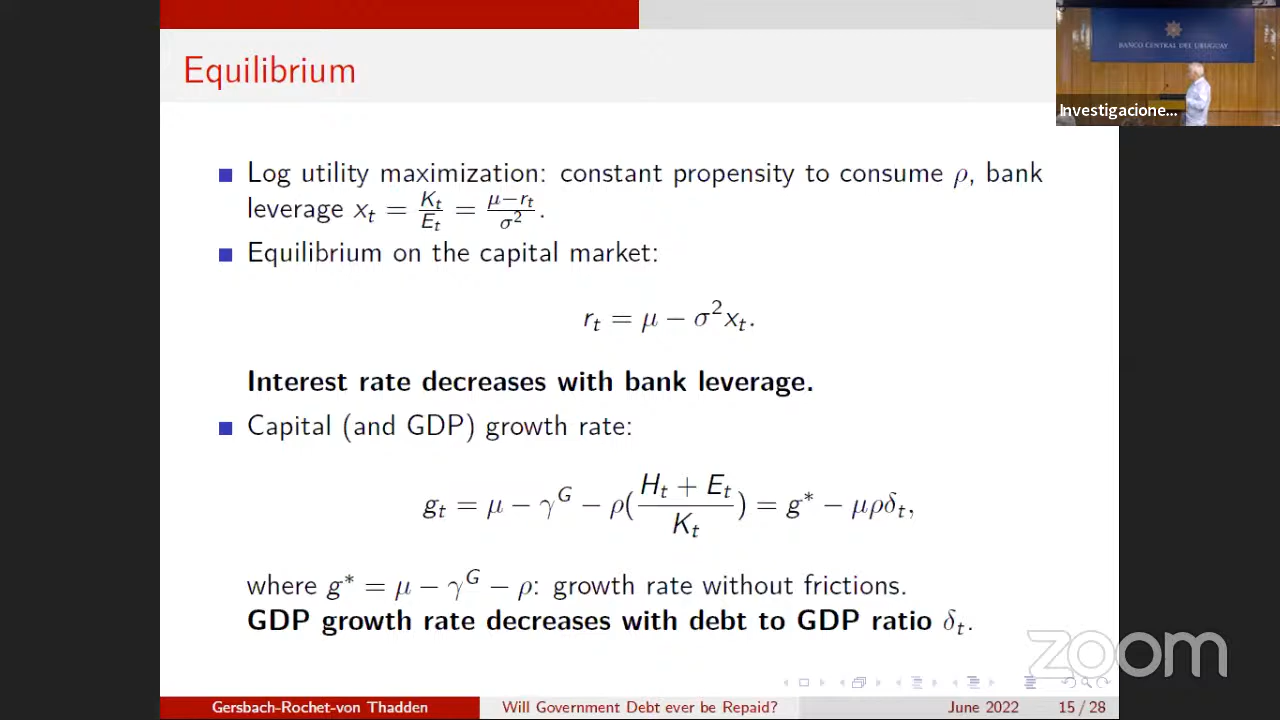 Equilibrium
BANCO CENTRAL DEL URUGUAY
Investigacione...
Log utility maximization: constant propensity to consume ρ, bank
leverage x_t = K_t/E_t = (μ−r_t)/σ².
Equilibrium on the capital market:
r_t = μ − σ²x_t.
Interest rate decreases with bank leverage.
Capital (and GDP) growth rate:
g_t = μ − γ^G − ρ((H_t + E_t)/K_t) = g* − μρδ_t,
where g* = μ − γ^G − ρ: growth rate without frictions.
GDP growth rate decreases with debt to GDP ratio δ_t.
zoom
Gersbach-Rochet-von Thadden
Will Government Debt ever be Repaid?
June 2022
15 / 28